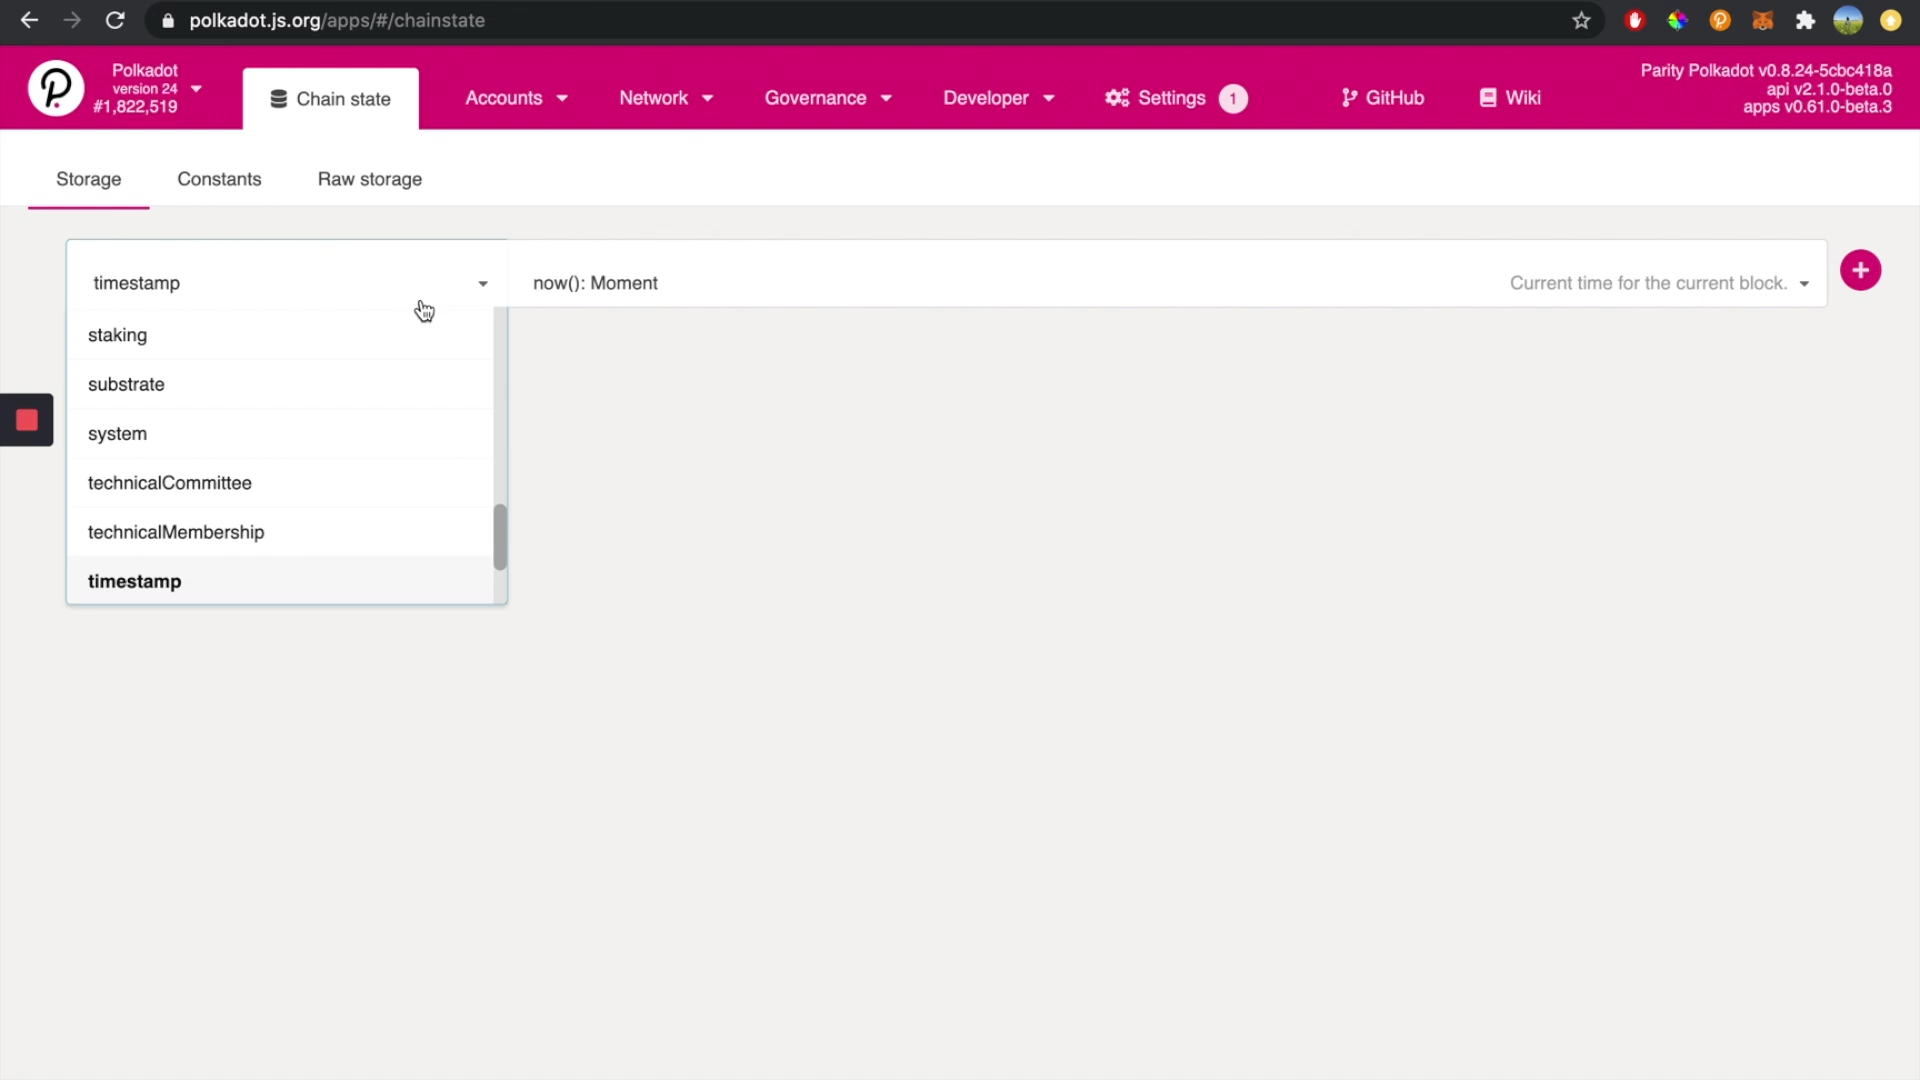 polkadot.js.org/apps/#/chainstate
Polkadot
version 24
#1,822,519
Chain state
Accounts
Network
Governance
Developer
Settings
1
GitHub
Wiki
Parity Polkadot v0.8.24-5cbc418a
api v2.1.0-beta.0
apps v0.61.0-beta.3
Storage
Constants
Raw storage
timestamp
now(): Moment
Current time for the current block.
staking
substrate
system
technicalCommittee
technicalMembership
timestamp